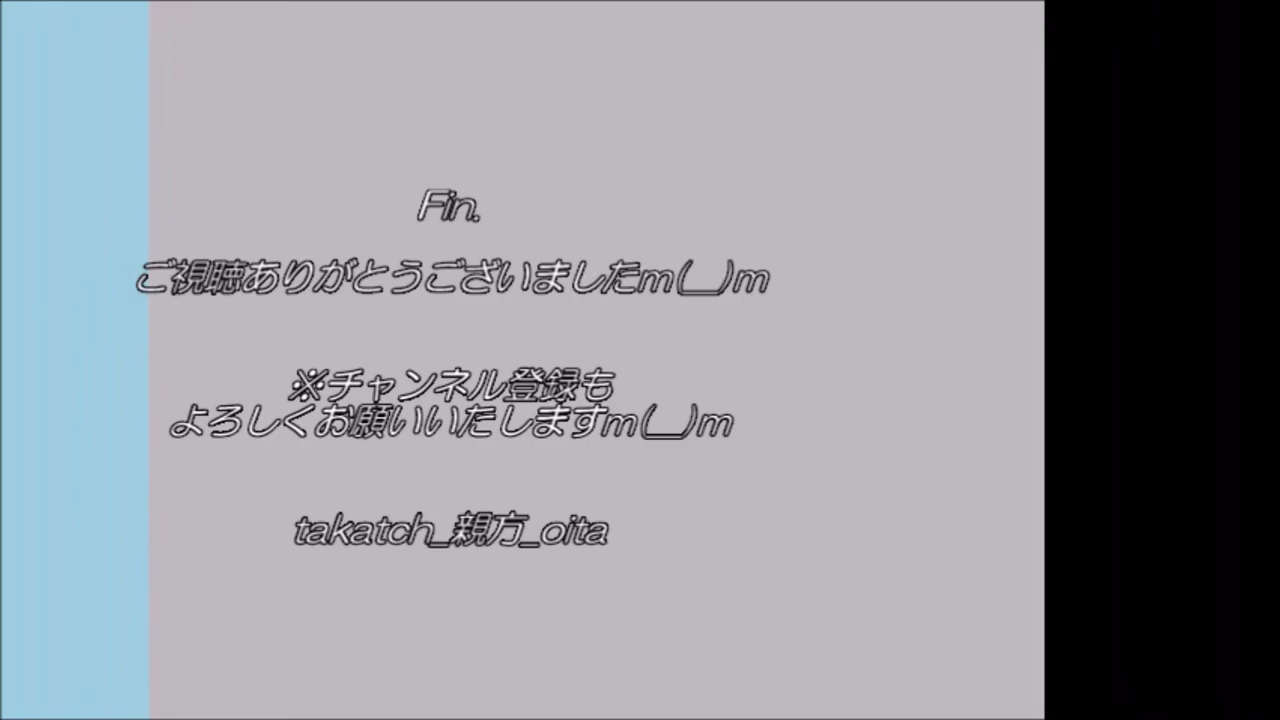 Fin.
ご視聴ありがとうございましたm(__)m
※チャンネル登録も
よろしくお願いいたしますm(__)m
takatch_親方_oita